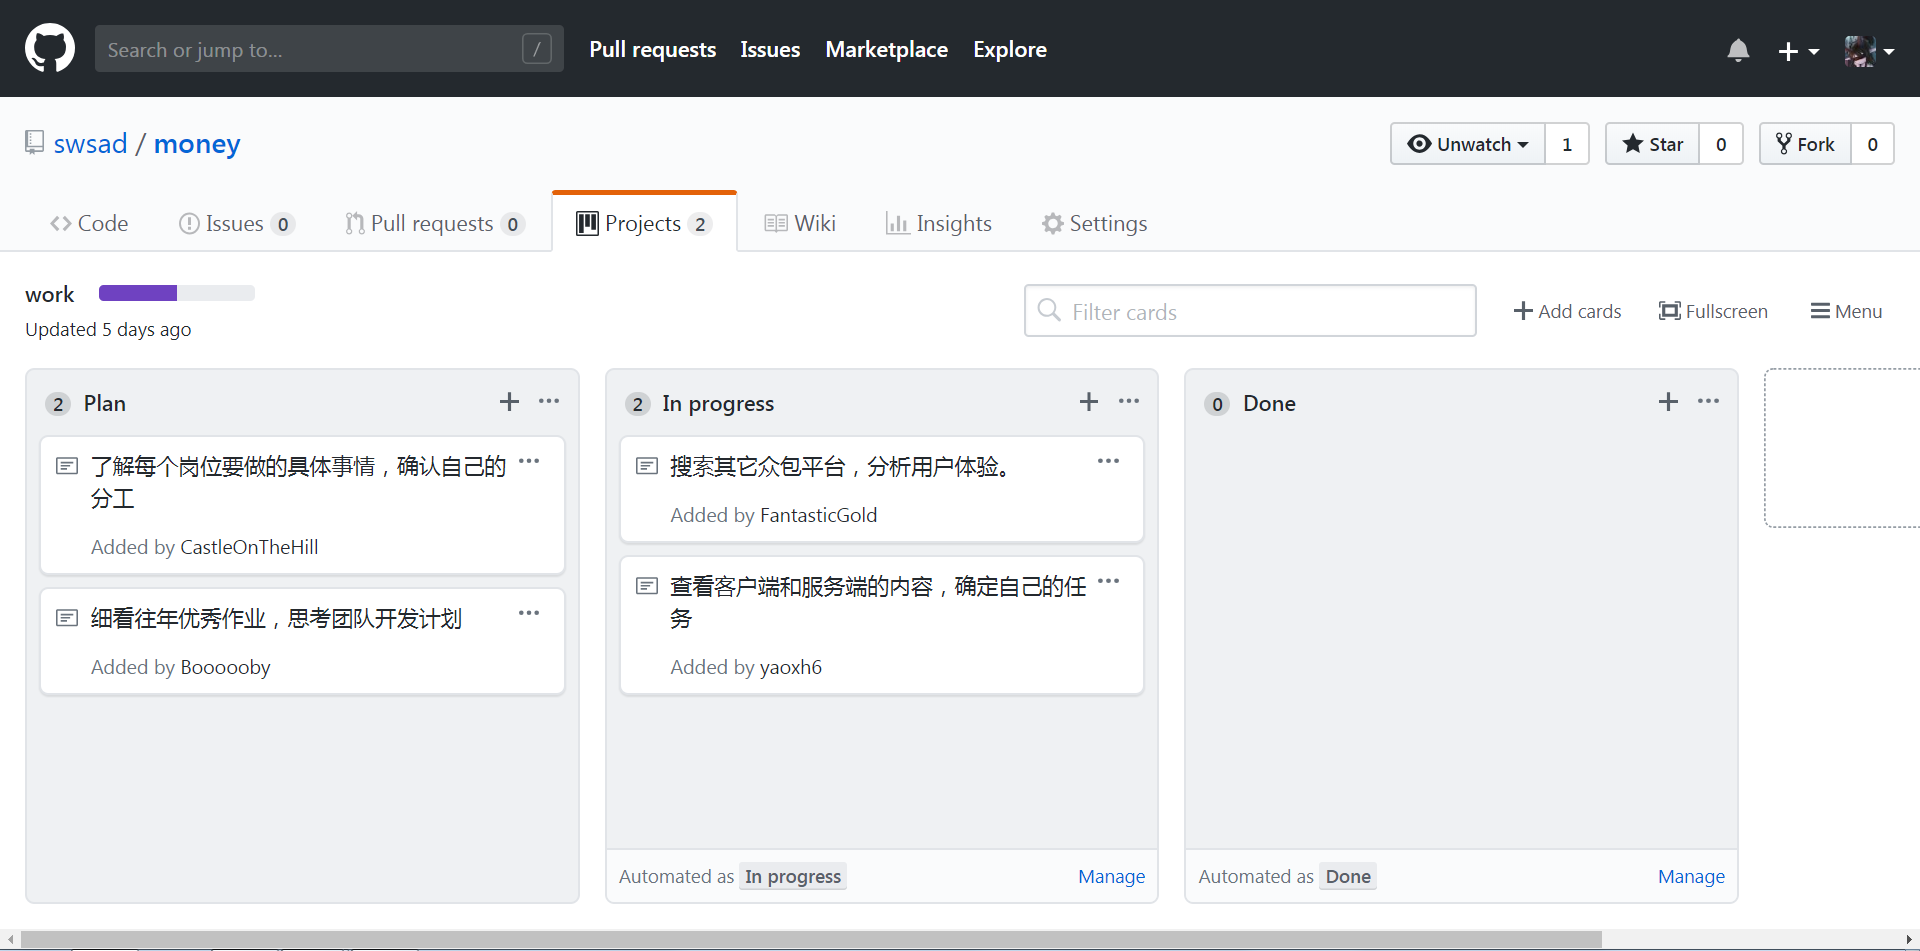 Search or jump to... /
Pull requests Issues Marketplace Explore
swsad / money
Unwatch 1 Star 0 Fork 0
Code Issues 0 Pull requests 0 Projects 2 Wiki Insights Settings
work
Updated 5 days ago
Filter cards
Add cards Fullscreen Menu
2 Plan
了解每个岗位要做的具体事情，确认自己的
分工
Added by CastleOnTheHill
细看往年优秀作业，思考团队开发计划
Added by Boooooby
2 In progress
搜索其它众包平台，分析用户体验。
Added by FantasticGold
查看客户端和服务端的内容，确定自己的任
务
Added by yaoxh6
Automated as In progress Manage
0 Done
Automated as Done Manage